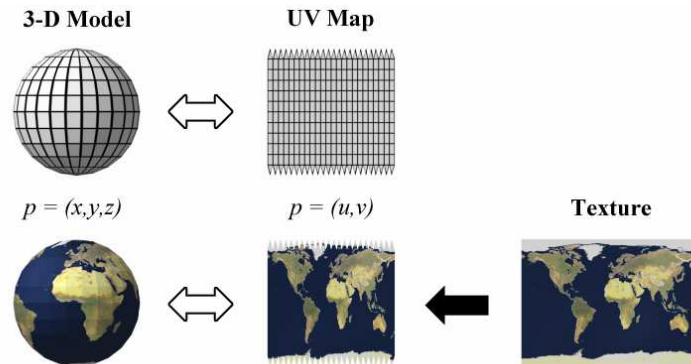 3-D Model
UV Map
p = (x,y,z)
p = (u,v)
Texture